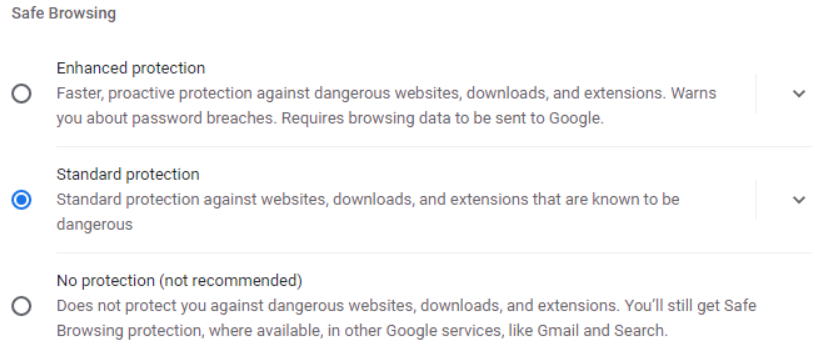 Safe Browsing
Enhanced protection
Faster, proactive protection against dangerous websites, downloads, and extensions. Warns
you about password breaches. Requires browsing data to be sent to Google.
Standard protection
Standard protection against websites, downloads, and extensions that are known to be
dangerous
No protection (not recommended)
Does not protect you against dangerous websites, downloads, and extensions. You’ll still get Safe
Browsing protection, where available, in other Google services, like Gmail and Search.